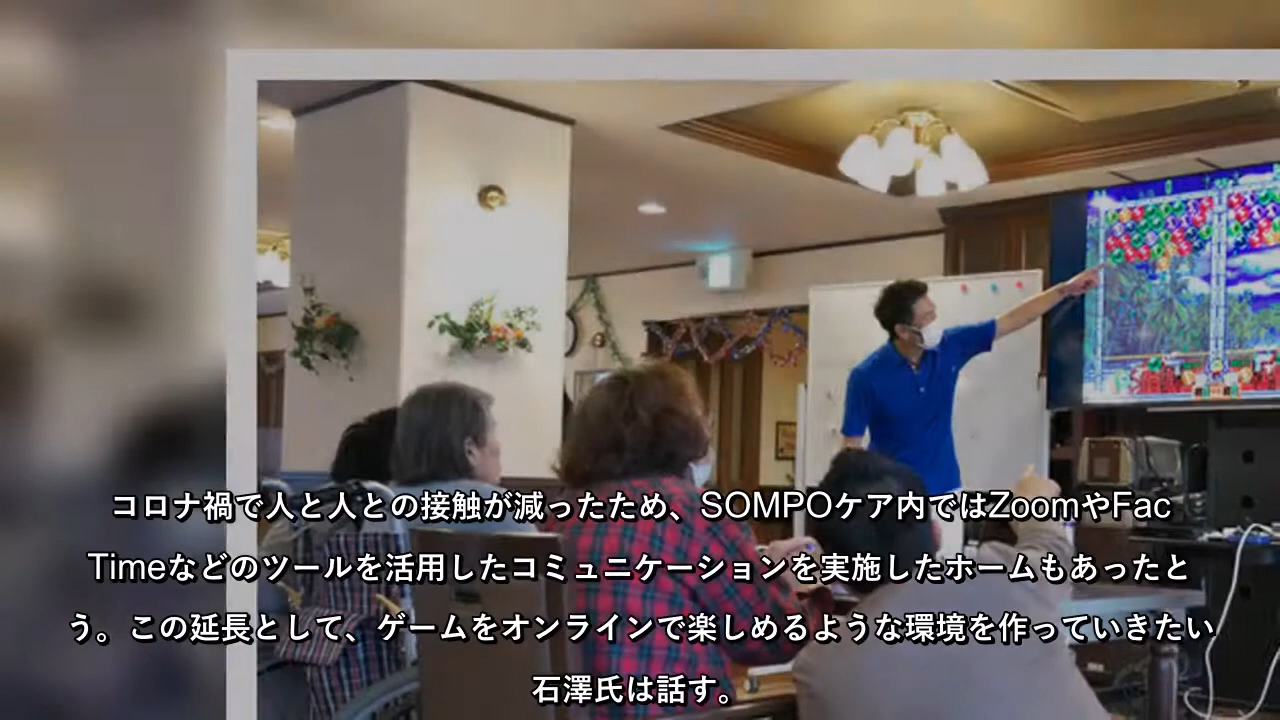 コロナ禍で人と人との接触が減ったため、SOMPOケア内ではZoomやFac
Timeなどのツールを活用したコミュニケーションを実施したホームもあったと
う。この延長として、ゲームをオンラインで楽しめるような環境を作っていきたい
石澤氏は話す。